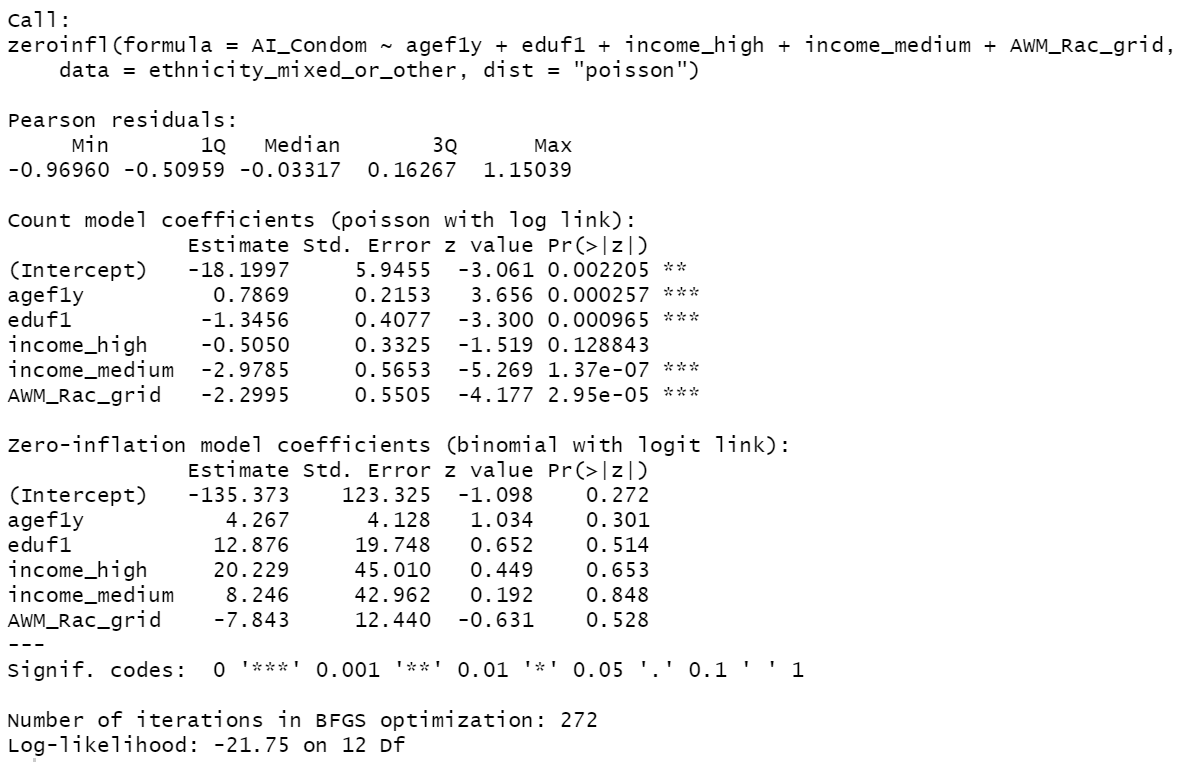 Call:
zeroinfl(formula = AI_Condom ~ agef1y + eduf1 + income_high + income_medium + AWM_Rac_grid,
    data = ethnicity_mixed_or_other, dist = "poisson")

Pearson residuals:
     Min       1Q   Median       3Q      Max
-0.96960 -0.50959 -0.03317  0.16267  1.15039

Count model coefficients (poisson with log link):
              Estimate Std. Error z value Pr(>|z|)
(Intercept)   -18.1997     5.9455  -3.061 0.002205 **
agef1y          0.7869     0.2153   3.656 0.000257 ***
eduf1          -1.3456     0.4077  -3.300 0.000965 ***
income_high    -0.5050     0.3325  -1.519 0.128843
income_medium  -2.9785     0.5653  -5.269 1.37e-07 ***
AWM_Rac_grid   -2.2995     0.5505  -4.177 2.95e-05 ***

Zero-inflation model coefficients (binomial with logit link):
              Estimate Std. Error z value Pr(>|z|)
(Intercept)   -135.373    123.325  -1.098    0.272
agef1y           4.267      4.128   1.034    0.301
eduf1           12.876     19.748   0.652    0.514
income_high     20.229     45.010   0.449    0.653
income_medium    8.246     42.962   0.192    0.848
AWM_Rac_grid    -7.843     12.440  -0.631    0.528
---
Signif. codes:  0 '***' 0.001 '**' 0.01 '*' 0.05 '.' 0.1 ' ' 1

Number of iterations in BFGS optimization: 272
Log-likelihood: -21.75 on 12 Df